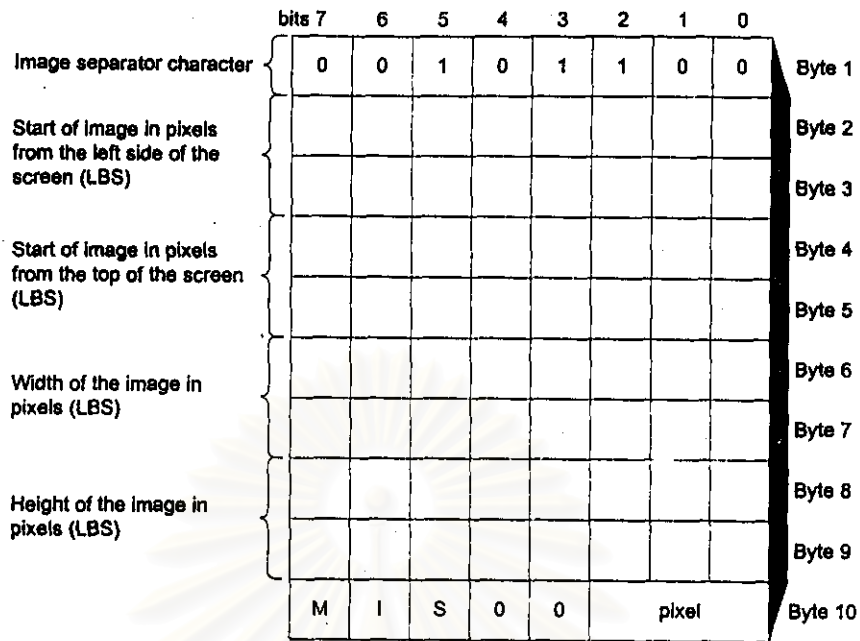 bits 7 6 5 4 3 2 1 0
Image separator character 0 0 1 0 1 1 0 0 Byte 1
Start of image in pixels
from the left side of the
screen (LBS)
Byte 2
Byte 3
Start of image in pixels
from the top of the screen
(LBS)
Byte 4
Byte 5
Width of the image in
pixels (LBS)
Byte 6
Byte 7
Height of the image in
pixels (LBS)
Byte 8
Byte 9
M I S 0 0 pixel Byte 10